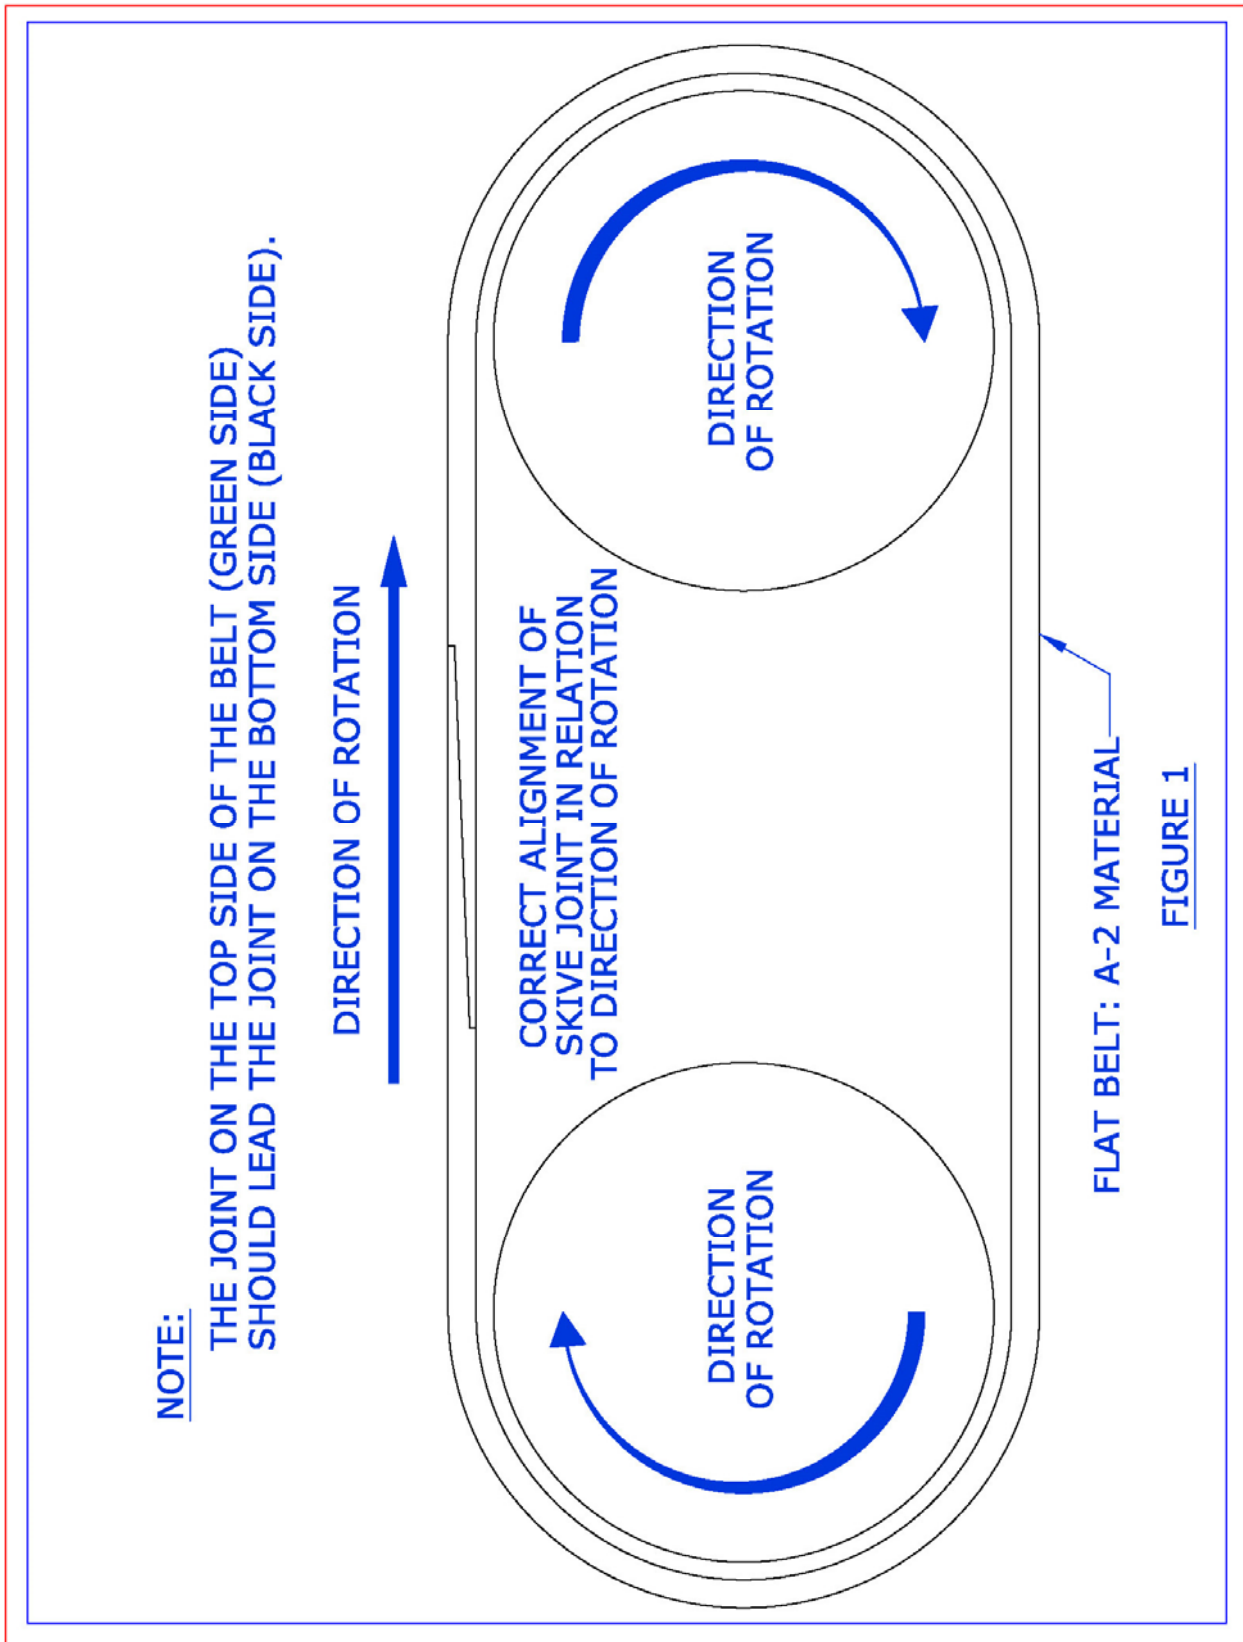 NOTE:
THE JOINT ON THE TOP SIDE OF THE BELT (GREEN SIDE)
SHOULD LEAD THE JOINT ON THE BOTTOM SIDE (BLACK SIDE).
DIRECTION OF ROTATION
CORRECT ALIGNMENT OF
SKIVE JOINT IN RELATION
TO DIRECTION OF ROTATION
DIRECTION
OF ROTATION
DIRECTION
OF ROTATION
FLAT BELT: A-2 MATERIAL
FIGURE 1